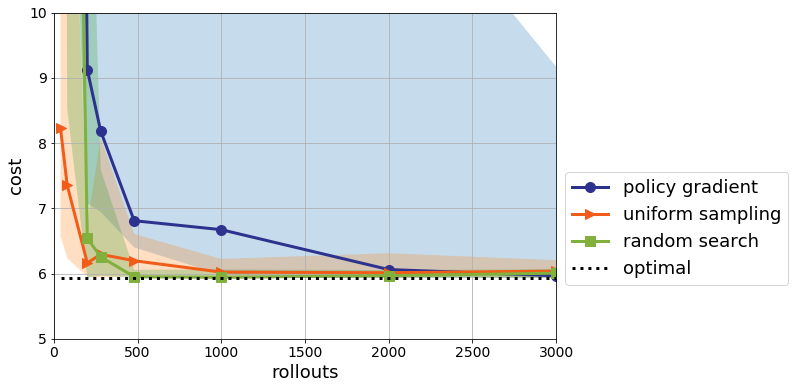 10
9
8
7
6
5
cost
0
500
1000
1500
2000
2500
3000
rollouts
policy gradient
uniform sampling
random search
optimal